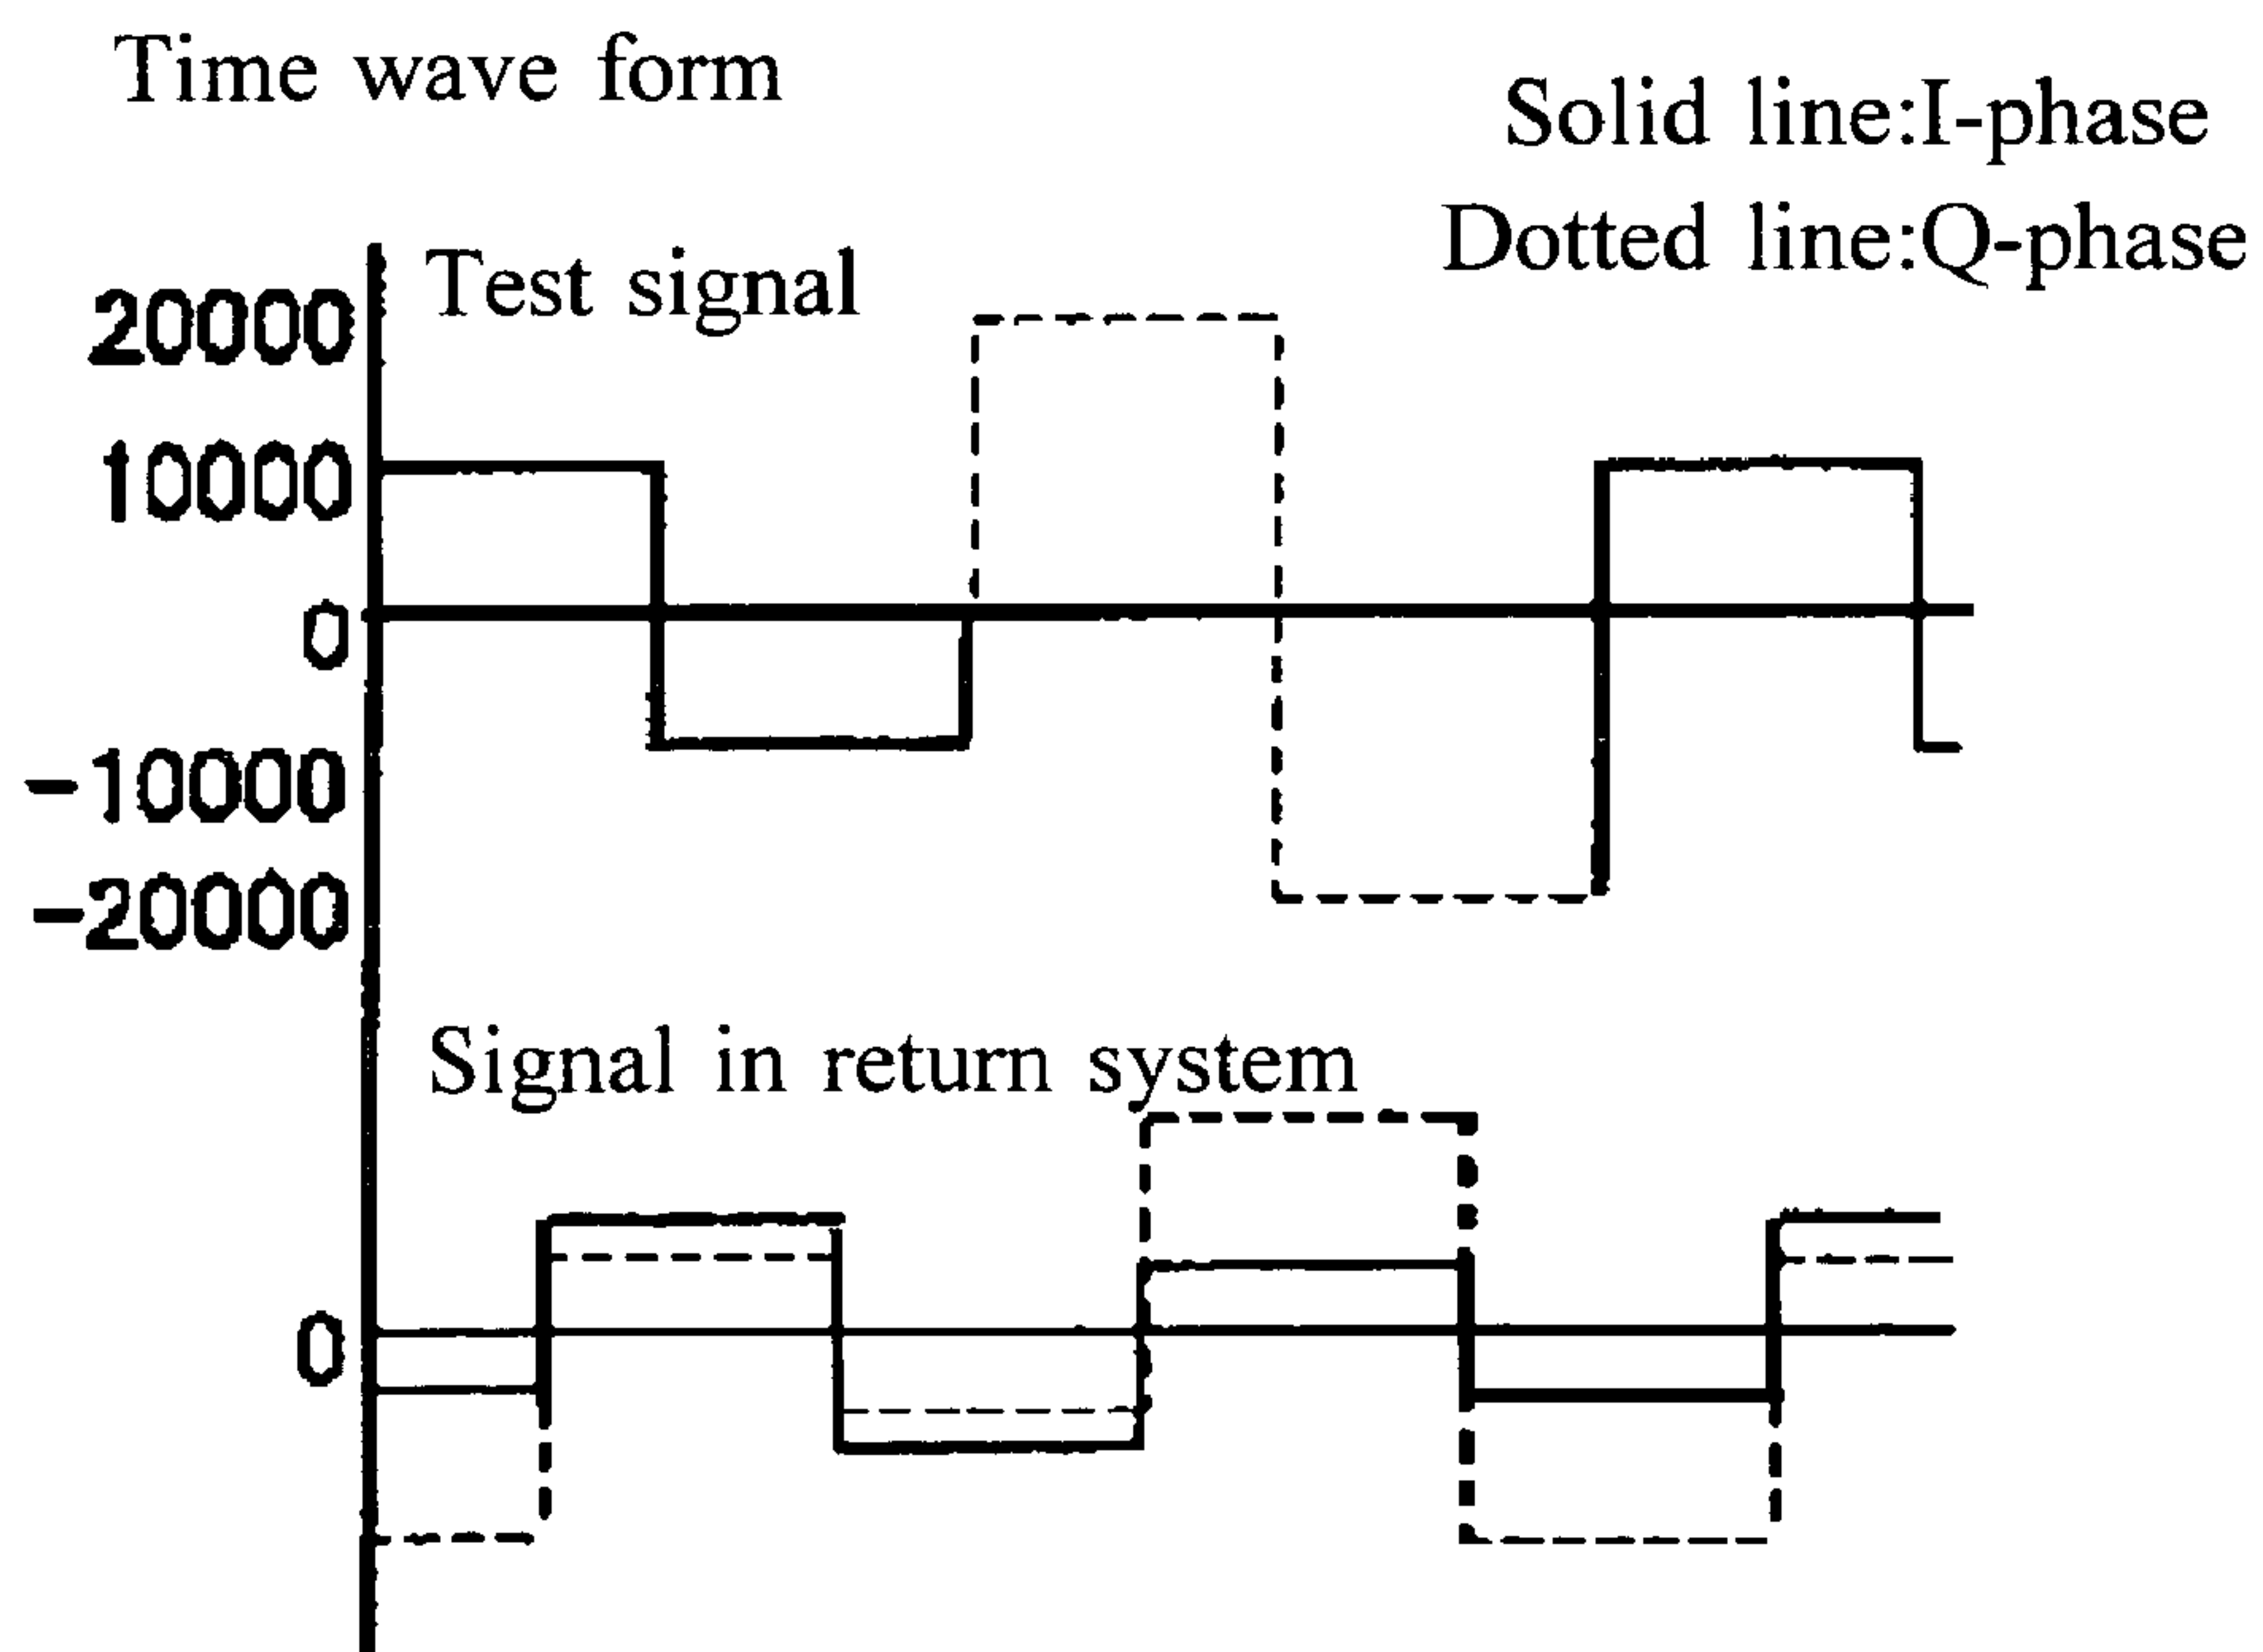 Time wave form
Solid line:I-phase
Dotted line:Q-phase
Test signal
20000
10000
0
-10000
-20000
Signal in return system
0